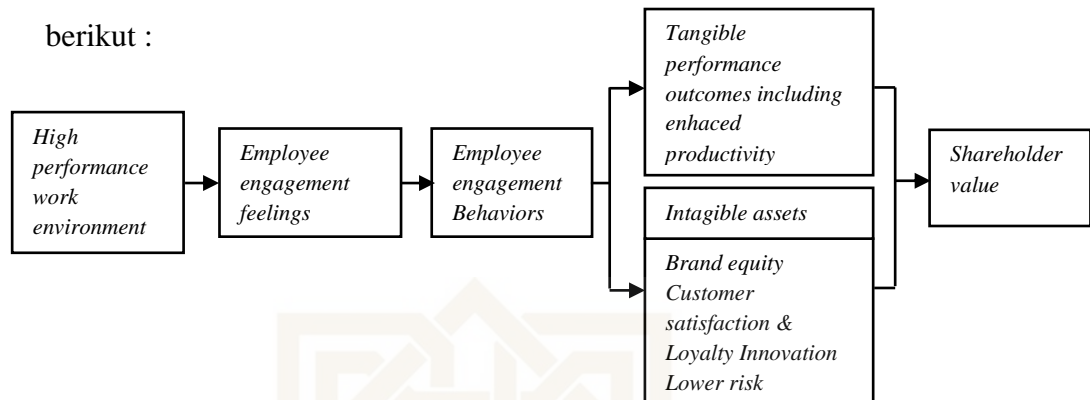 berikut :
High
performance
work
environment
Employee
engagement
feelings
Employee
engagement
Behaviors
Tangible
performance
outcomes including
enhaced
productivity
Intagible assets
Brand equity
Customer
satisfaction &
Loyalty Innovation
Lower risk
Shareholder
value